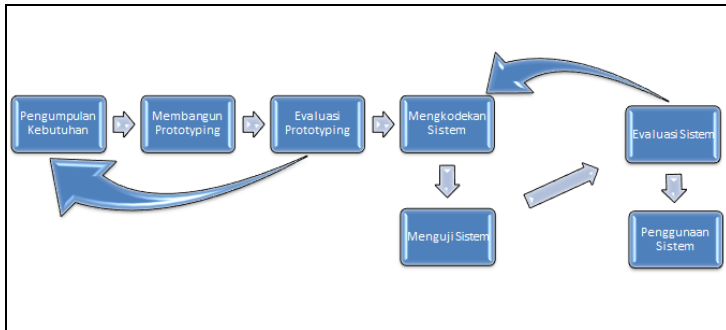 Pengumpulan
Kebutuhan
Membangun
Prototyping
Evaluasi
Prototyping
Mengkodekan
Sistem
Menguji Sistem
Evaluasi Sistem
Penggunaan
Sistem